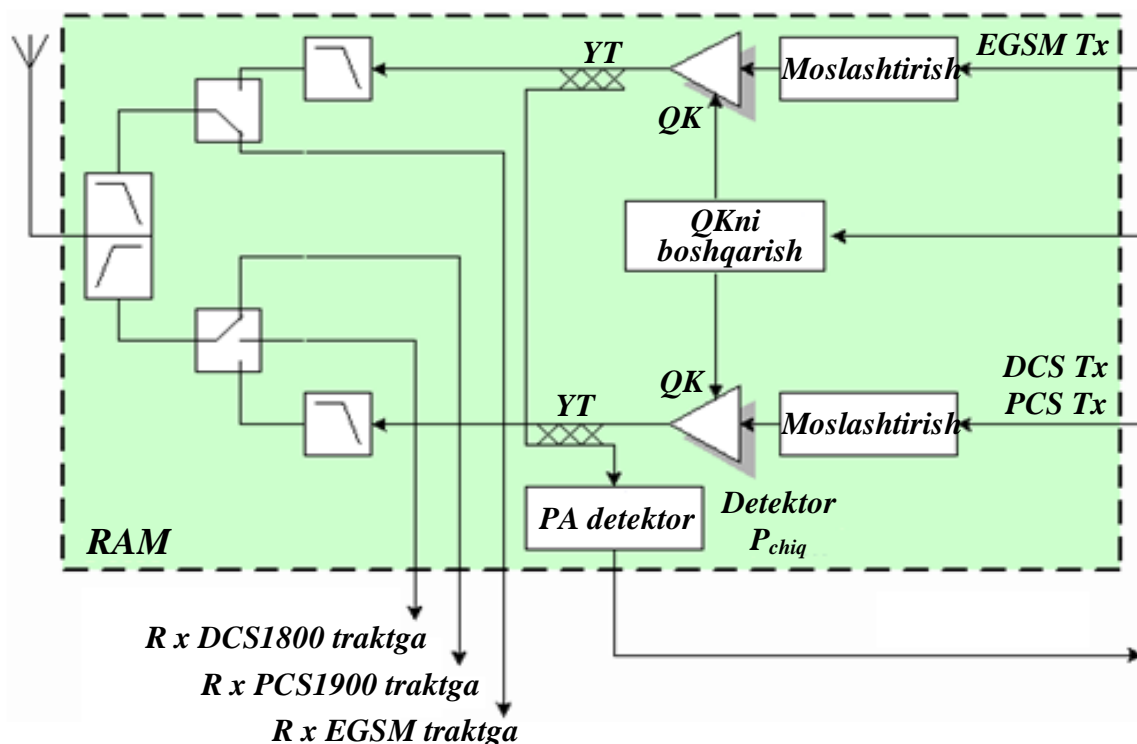 YT
EGSM Tx
Moslashtirish
QK
QKni
boshqarish
QK
YT
DCS Tx
PCS Tx
Moslashtirish
PA detektor
Detektor
Pchiq
RAM
R x DCS1800 traktga
R x PCS1900 traktga
R x EGSM traktga